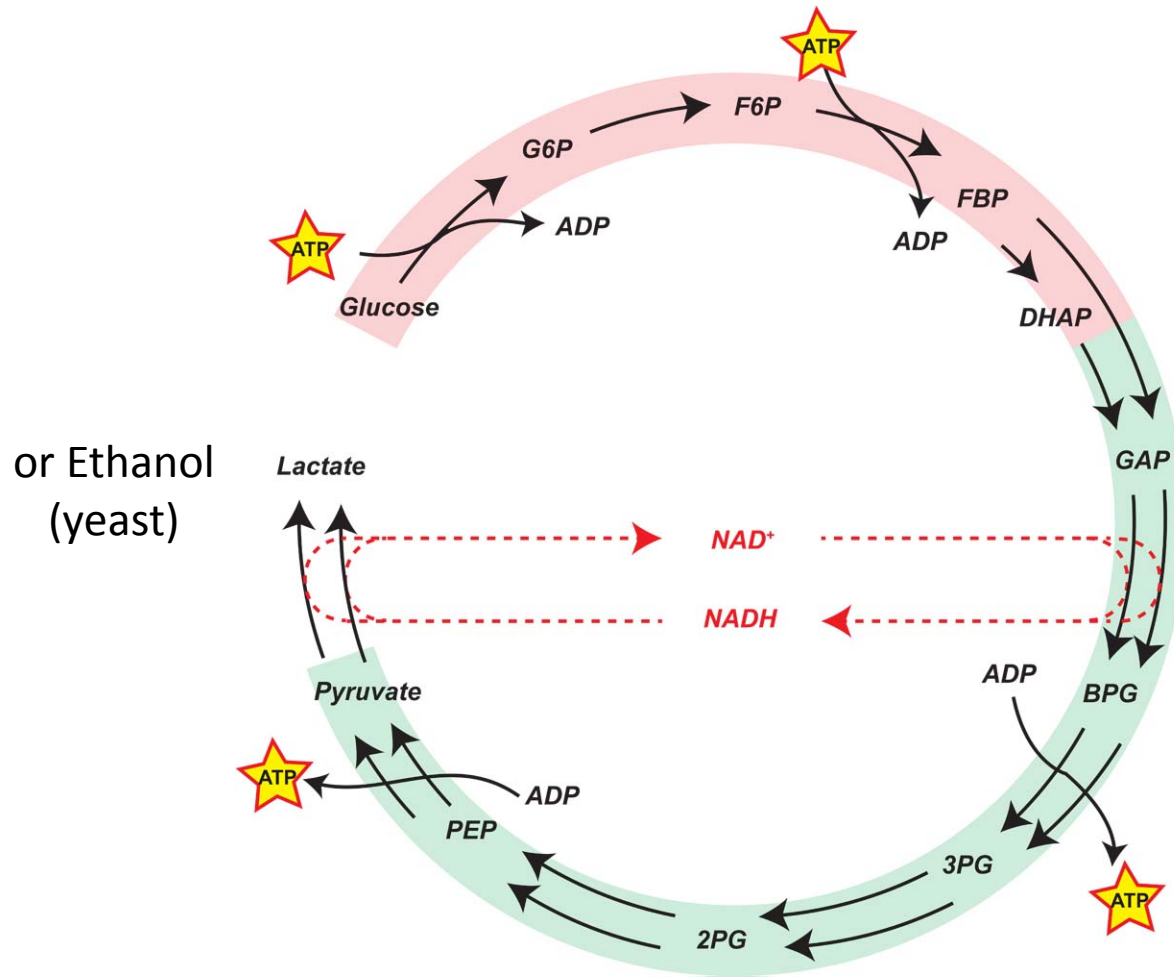 ATP
F6P
G6P
FBP
ADP
ADP
ATP
Glucose
DHAP
or Ethanol
(yeast)
Lactate
GAP
NAD⁺
NADH
ADP
Pyruvate
BPG
ATP
ADP
PEP
3PG
ATP
2PG